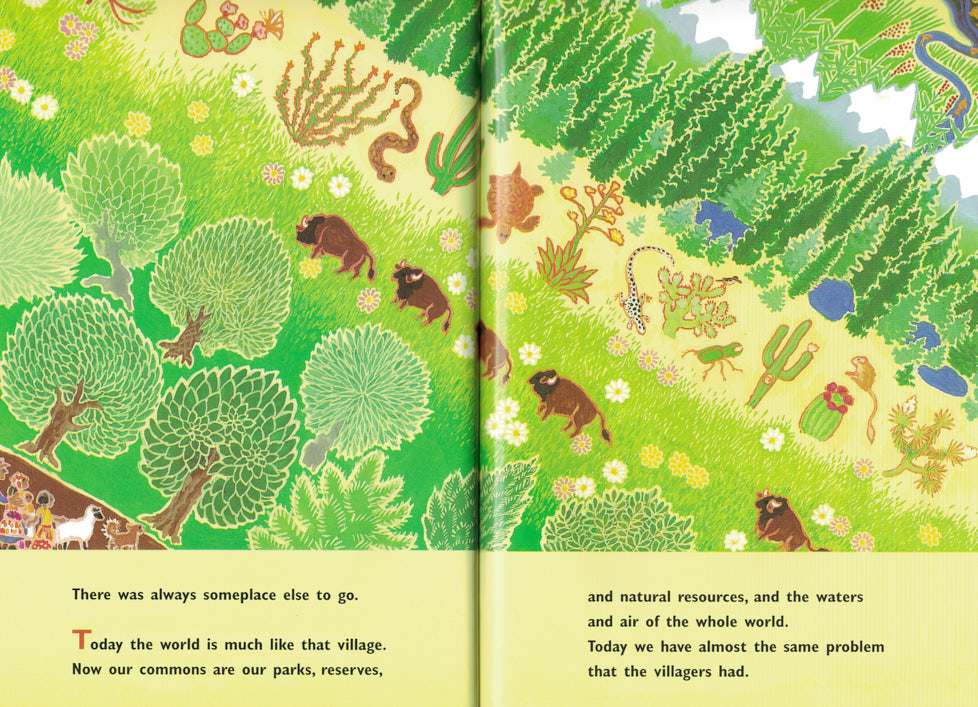 There was always someplace else to go.
Today the world is much like that village.
Now our commons are our parks, reserves,
and natural resources, and the waters
and air of the whole world.
Today we have almost the same problem
that the villagers had.